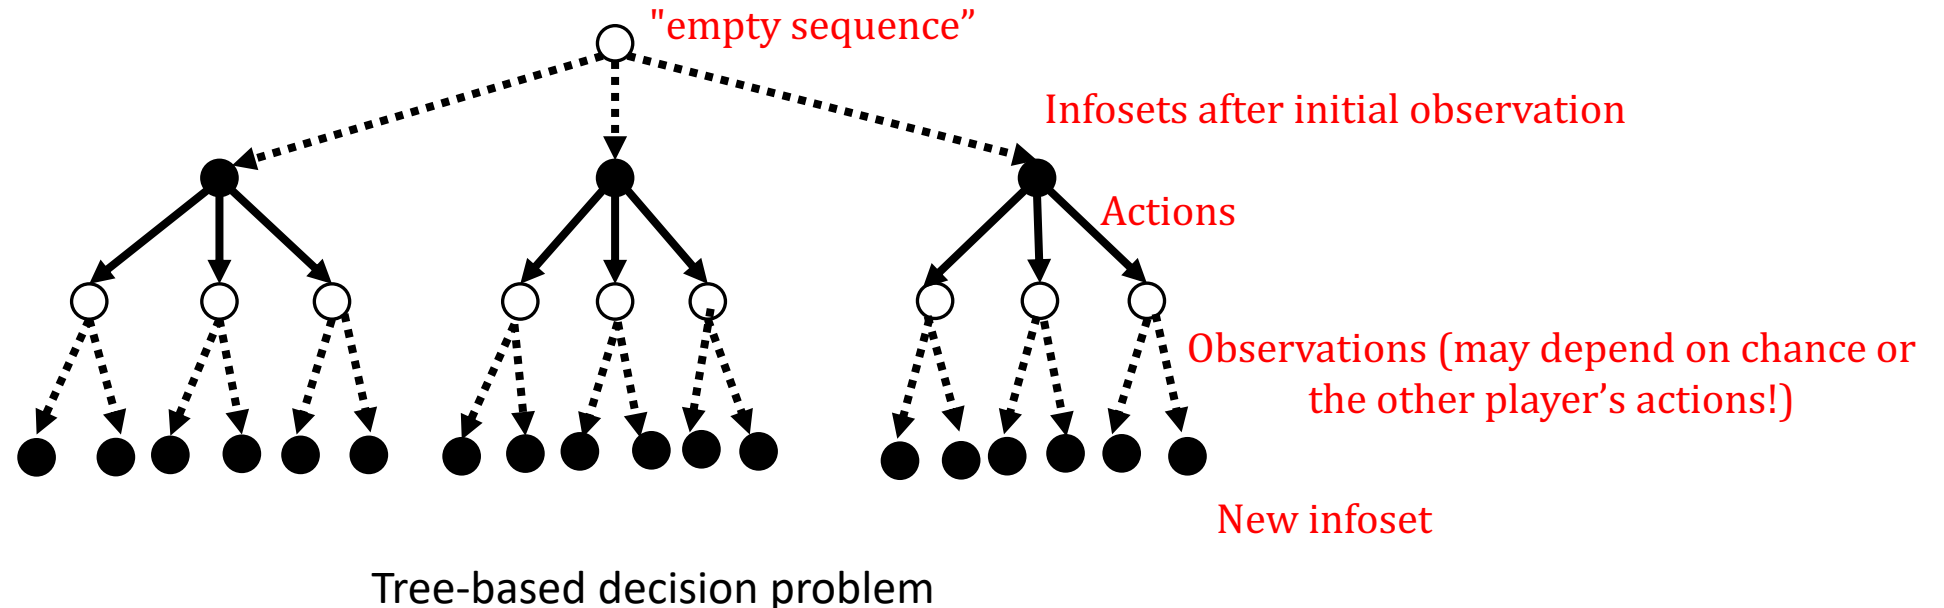 "empty sequence”
Infosets after initial observation
Actions
Observations (may depend on chance or
the other player’s actions!)
New infoset
Tree-based decision problem